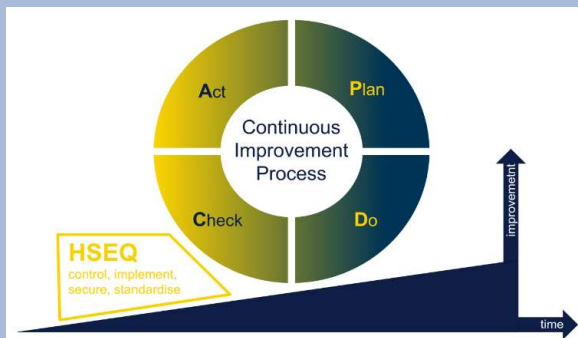 Act
Plan
Continuous
Improvement
Process
Check
Do
HSEQ
control, implement,
secure, standardise
improvemetnt
time